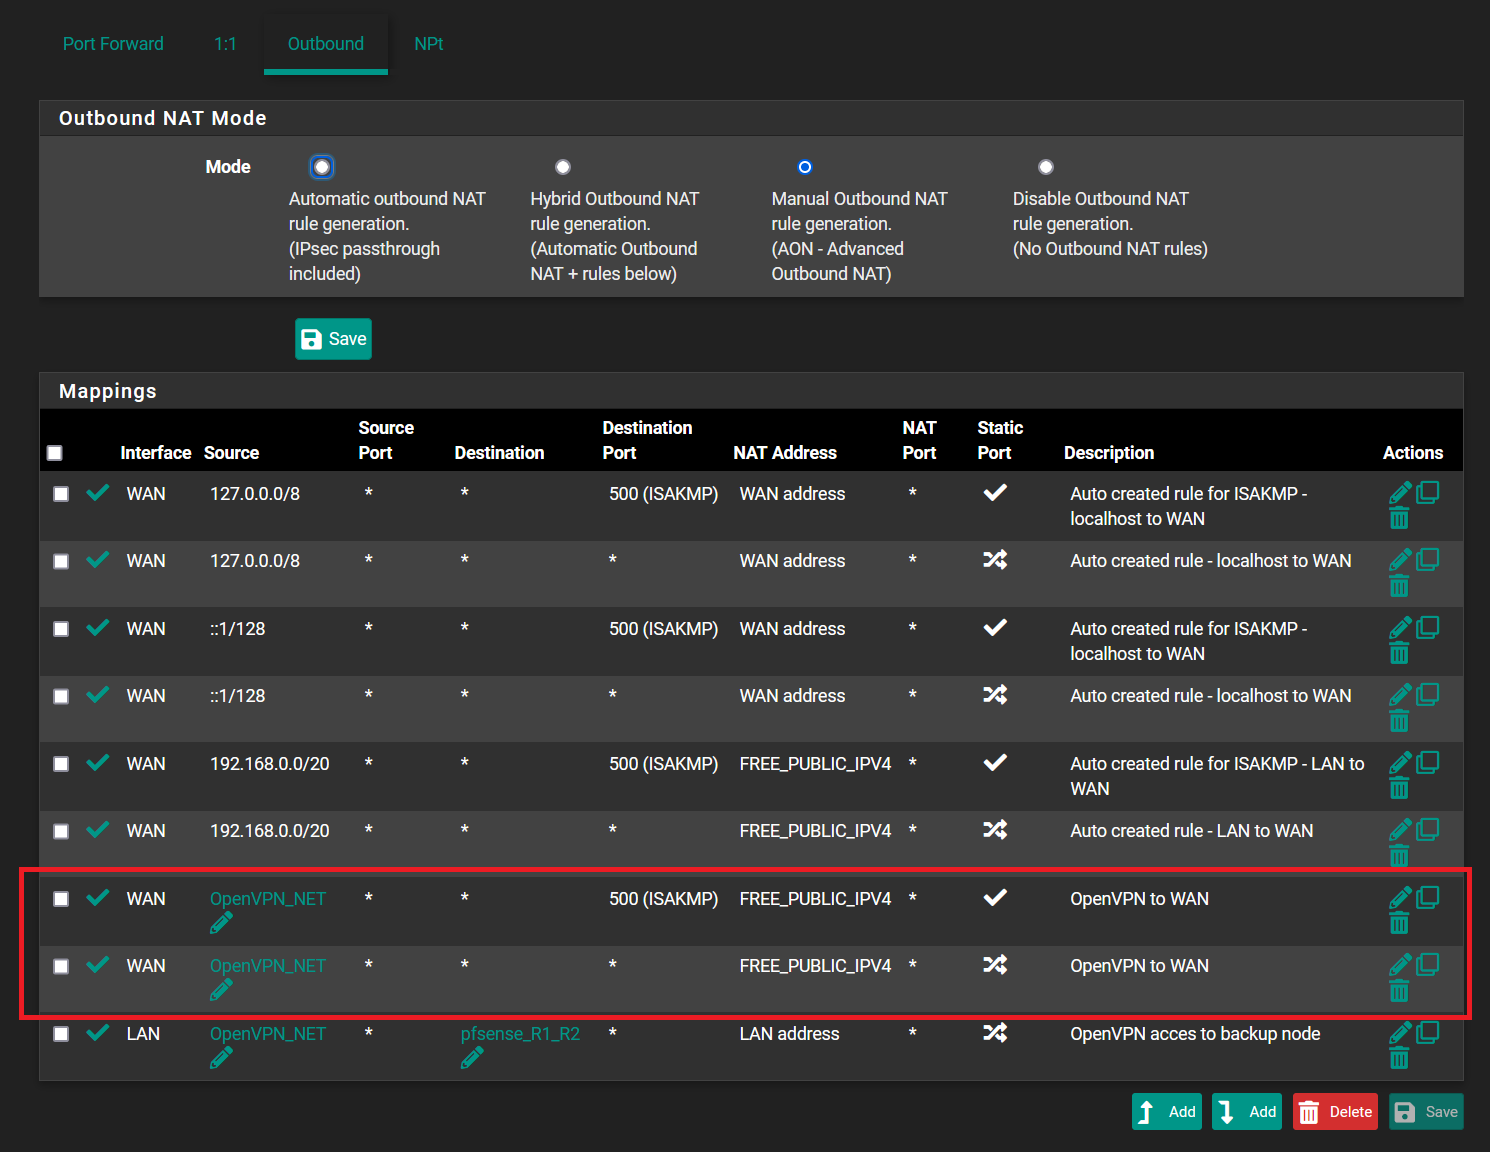 Port Forward 1:1 Outbound NPt
Outbound NAT Mode
Mode
Automatic outbound NAT
rule generation.
(IPsec passthrough
included)
Hybrid Outbound NAT
rule generation.
(Automatic Outbound
NAT + rules below)
Manual Outbound NAT
rule generation.
(AON - Advanced
Outbound NAT)
Disable Outbound NAT
rule generation.
(No Outbound NAT rules)
Save
Mappings
Interface Source Source Port Destination Destination Port NAT Address NAT Port Static Port Description Actions
WAN 127.0.0.0/8 * * 500 (ISAKMP) WAN address * Auto created rule for ISAKMP -
localhost to WAN
WAN 127.0.0.0/8 * * * WAN address * Auto created rule - localhost to WAN
WAN ::1/128 * * 500 (ISAKMP) WAN address * Auto created rule for ISAKMP -
localhost to WAN
WAN ::1/128 * * * WAN address * Auto created rule - localhost to WAN
WAN 192.168.0.0/20 * * 500 (ISAKMP) FREE_PUBLIC_IPV4 * Auto created rule for ISAKMP - LAN to
WAN
WAN 192.168.0.0/20 * * * FREE_PUBLIC_IPV4 * Auto created rule - LAN to WAN
WAN OpenVPN_NET * * 500 (ISAKMP) FREE_PUBLIC_IPV4 * OpenVPN to WAN
WAN OpenVPN_NET * * * FREE_PUBLIC_IPV4 * OpenVPN to WAN
LAN OpenVPN_NET * pfsense_R1_R2 * LAN address * OpenVPN acces to backup node
Add Add Delete Save